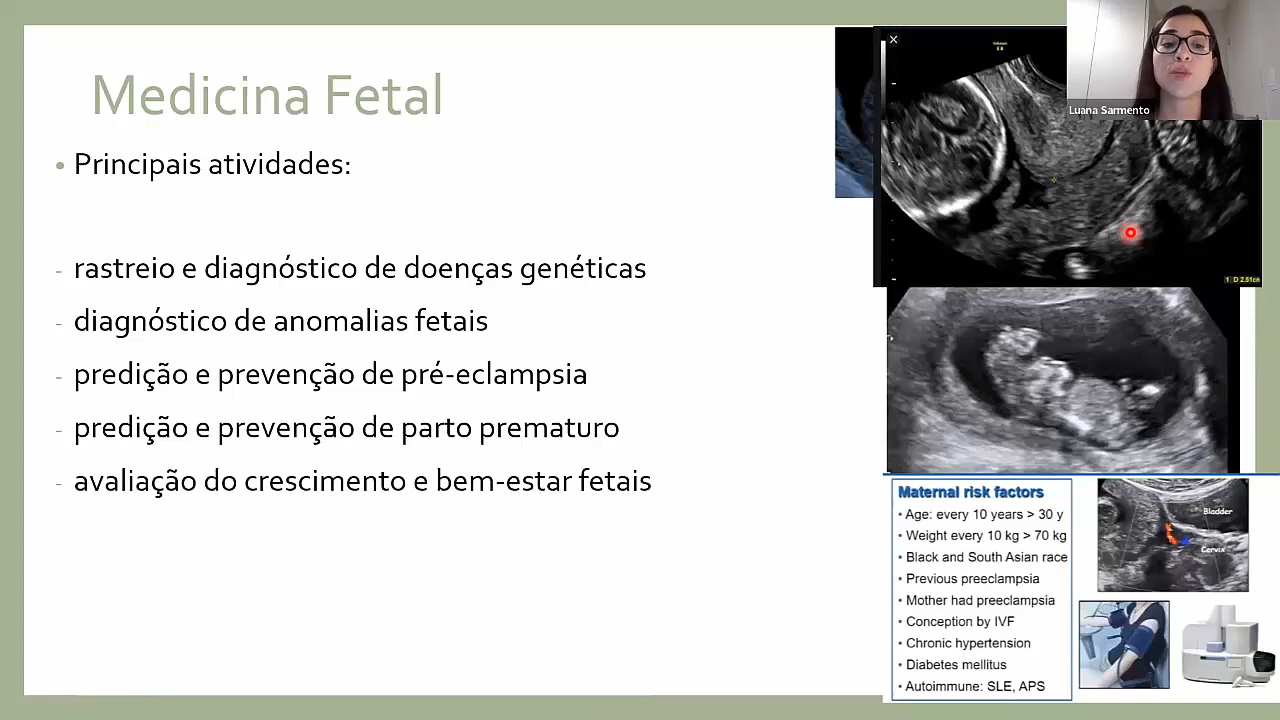 Medicina Fetal
• Principais atividades:
- rastreio e diagnóstico de doenças genéticas
- diagnóstico de anomalias fetais
- predição e prevenção de pré-eclampsia
- predição e prevenção de parto prematuro
- avaliação do crescimento e bem-estar fetais
Luana Sarmento
1 D 2.51cm
Maternal risk factors
• Age: every 10 years > 30 y
• Weight every 10 kg > 70 kg
• Black and South Asian race
• Previous preeclampsia
• Mother had preeclampsia
• Conception by IVF
• Chronic hypertension
• Diabetes mellitus
• Autoimmune: SLE, APS
Bladder
Cervix